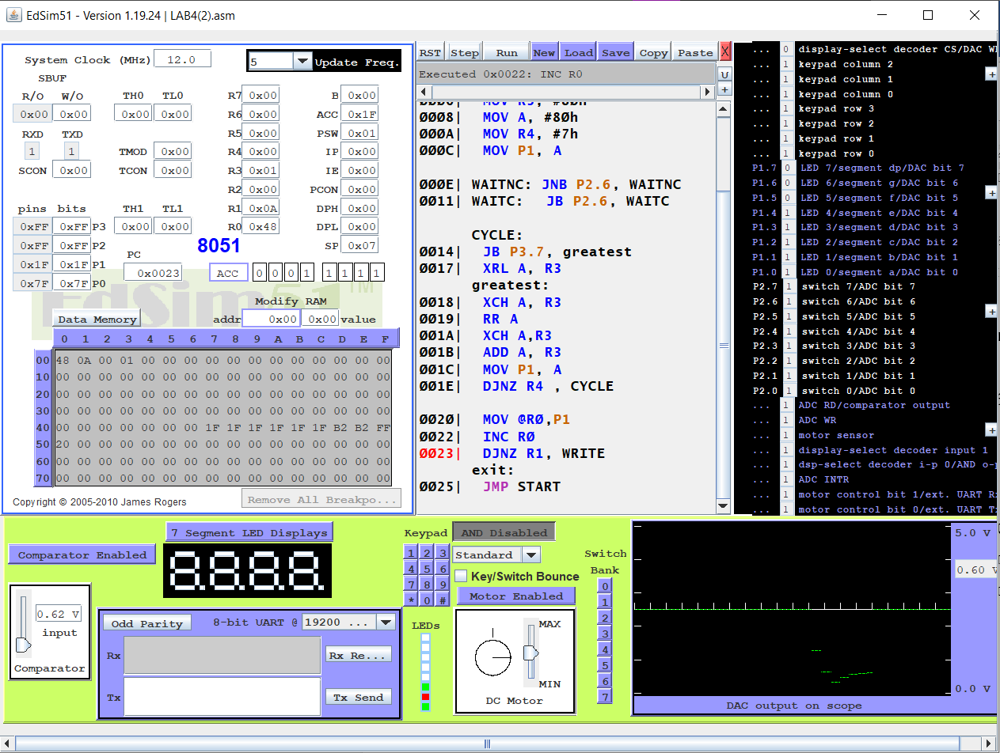 EdSim51 - Version 1.19.24 | LAB4(2).asm
System Clock (MHz) 12.0 5 Update Freq.
SBUF
R/O W/O TH0 TL0 R7 0x00 B 0x00
0x00 0x00 0x00 0x00 R6 0x00 ACC 0x1F
RXD TXD R5 0x00 PSW 0x01
1 1 TMOD 0x00 R4 0x00 IP 0x00
SCON 0x00 TCON 0x00 R3 0x01 IE 0x00
R2 0x00 PCON 0x00
pins bits TH1 TL1 R1 0x0A DPH 0x00
0xFF 0xFF P3 0x00 0x00 R0 0x48 DPL 0x00
0xFF 0xFF P2 8051 SP 0x07
0x1F 0x1F P1 PC
0x7F 0x7F P0 0x0023 ACC 0 0 0 1 1 1 1 1
EdSim51 TM
Modify RAM
Data Memory addr 0x00 0x00 value
0 1 2 3 4 5 6 7 8 9 A B C D E F
00 48 0A 00 01 00 00 00 00 00 00 00 00 00 00 00 00
10 00 00 00 00 00 00 00 00 00 00 00 00 00 00 00 00
20 00 00 00 00 00 00 00 00 00 00 00 00 00 00 00 00
30 00 00 00 00 00 00 00 00 00 00 00 00 00 00 00 00
40 00 00 00 00 00 00 00 1F 1F 1F 1F 1F 1F B2 B2 FF
50 20 00 00 00 00 00 00 00 00 00 00 00 00 00 00 00
60 00 00 00 00 00 00 00 00 00 00 00 00 00 00 00 00
70 00 00 00 00 00 00 00 00 00 00 00 00 00 00 00 00
Copyright © 2005-2010 James Rogers Remove All Breakpo...
RST Step Run New Load Save Copy Paste X
Executed 0x0022: INC R0 U
+
0006| MOV R3, #80h
0008| MOV A, #80h
000A| MOV R4, #7h
000C| MOV P1, A
000E| WAITNC: JNB P2.6, WAITNC
0011| WAITC: JB P2.6, WAITC
CYCLE:
0014| JB P3.7, greatest
0017| XRL A, R3
greatest:
0018| XCH A, R3
0019| RR A
001A| XCH A,R3
001B| ADD A, R3
001C| MOV P1, A
001E| DJNZ R4 , CYCLE
0020| MOV @R0,P1
0022| INC R0
0023| DJNZ R1, WRITE
exit:
0025| JMP START
... 0 display-select decoder CS/DAC W
... 1 keypad column 2
... 1 keypad column 1
... 1 keypad column 0
... 1 keypad row 3
... 1 keypad row 2
... 1 keypad row 1
... 1 keypad row 0
P1.7 0 LED 7/segment dp/DAC bit 7
P1.6 0 LED 6/segment g/DAC bit 6
P1.5 0 LED 5/segment f/DAC bit 5
P1.4 1 LED 4/segment e/DAC bit 4
P1.3 1 LED 3/segment d/DAC bit 3
P1.2 1 LED 2/segment c/DAC bit 2
P1.1 1 LED 1/segment b/DAC bit 1
P1.0 1 LED 0/segment a/DAC bit 0
P2.7 1 switch 7/ADC bit 7
P2.6 1 switch 6/ADC bit 6
P2.5 1 switch 5/ADC bit 5
P2.4 1 switch 4/ADC bit 4
P2.3 1 switch 3/ADC bit 3
P2.2 1 switch 2/ADC bit 2
P2.1 1 switch 1/ADC bit 1
P2.0 1 switch 0/ADC bit 0
... 1 ADC RD/comparator output
... 1 ADC WR
... 1 motor sensor
... 1 display-select decoder input 1
... 1 dsp-select decoder i-p 0/AND o-p
... 1 ADC INTR
... 1 motor control bit 1/ext. UART R
... 1 motor control bit 0/ext. UART T
+
+
+
+
Comparator Enabled
0.62 V
input
Comparator
7 Segment LED Displays
8.8.8.8.
Odd Parity 8-bit UART @ 19200 ...
Rx Rx Re...
Tx Tx Send
Keypad AND Disabled
1 2 3 Standard
4 5 6 Key/Switch Bounce
7 8 9 Motor Enabled
* 0 #
LEDs
MAX
MIN
DC Motor
Switch
Bank
0
1
2
3
4
5
6
7
5.0 V
0.60 V
0.0 V
DAC output on scope